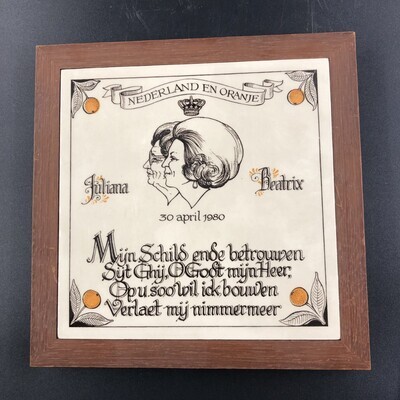 NEDERLAND EN ORANJE
Juliana Beatrix
30 april 1980
Mijn Schild ende betrouwen
Sijt Ghij, O Godt mijn Heer,
Op u soo wil ick bouwen
Verlaet mij nimmermeer